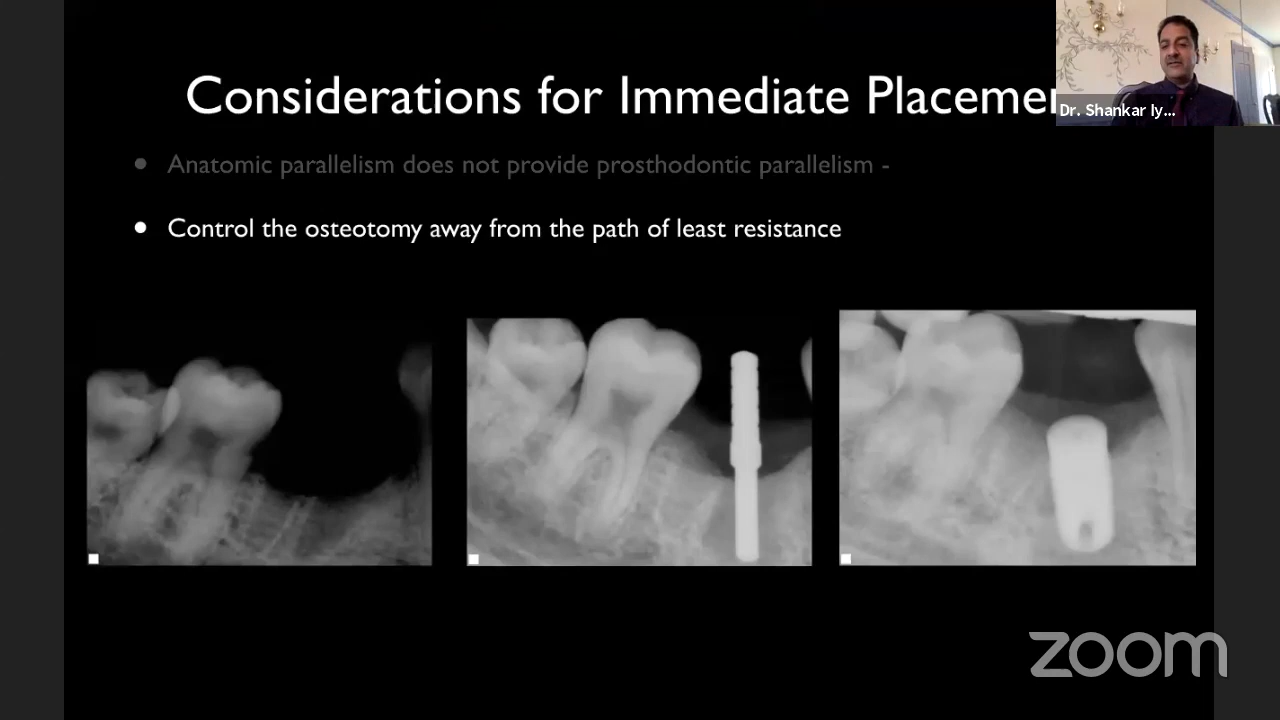 Considerations for Immediate Placemen
Dr. Shankar Iy...
Anatomic parallelism does not provide prosthodontic parallelism -
Control the osteotomy away from the path of least resistance
zoom